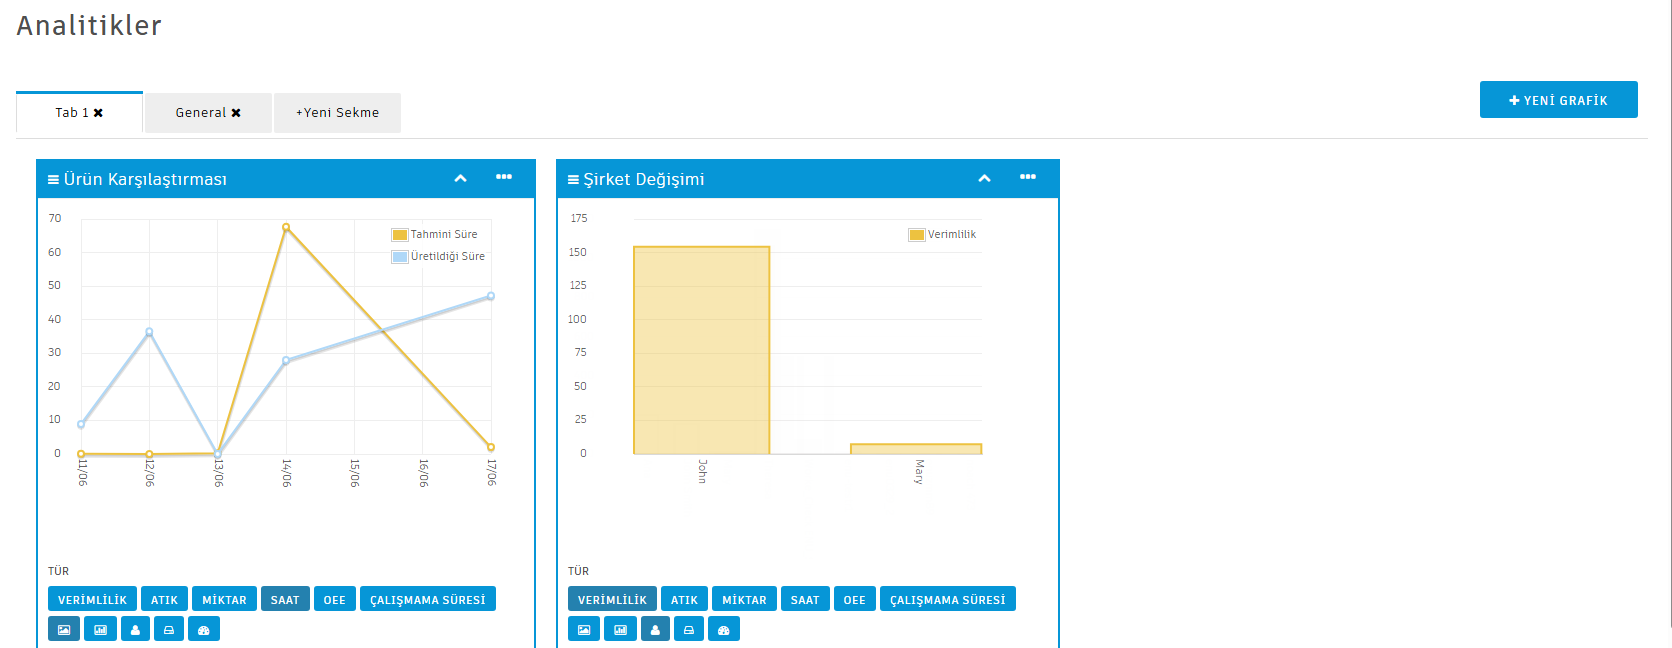 Analitikler
Tab 1 ✖
General ✖
+Yeni Sekme
+ YENİ GRAFİK
Ürün Karşılaştırması
70
60
50
40
30
20
10
0
Tahmini Süre
Üretildiği Süre
11/06
12/06
13/06
14/06
15/06
16/06
17/06
TÜR
VERİMLİLİK ATIK MİKTAR SAAT OEE ÇALIŞMAMA SÜRESİ
Şirket Değişimi
175
150
125
100
75
50
25
0
Verimlilik
John
Mary
TÜR
VERİMLİLİK ATIK MİKTAR SAAT OEE ÇALIŞMAMA SÜRESİ